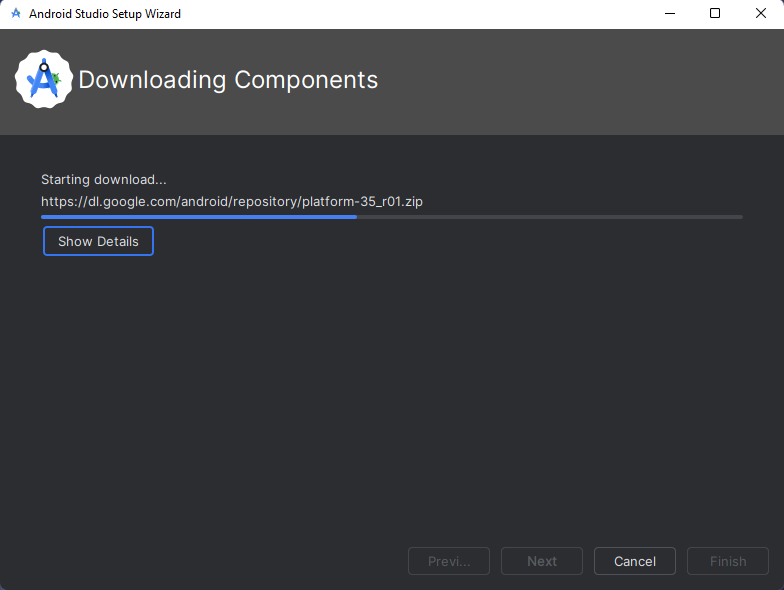 Android Studio Setup Wizard
Downloading Components
Starting download...
https://dl.google.com/android/repository/platform-35_r01.zip
Show Details
Previ...
Next
Cancel
Finish